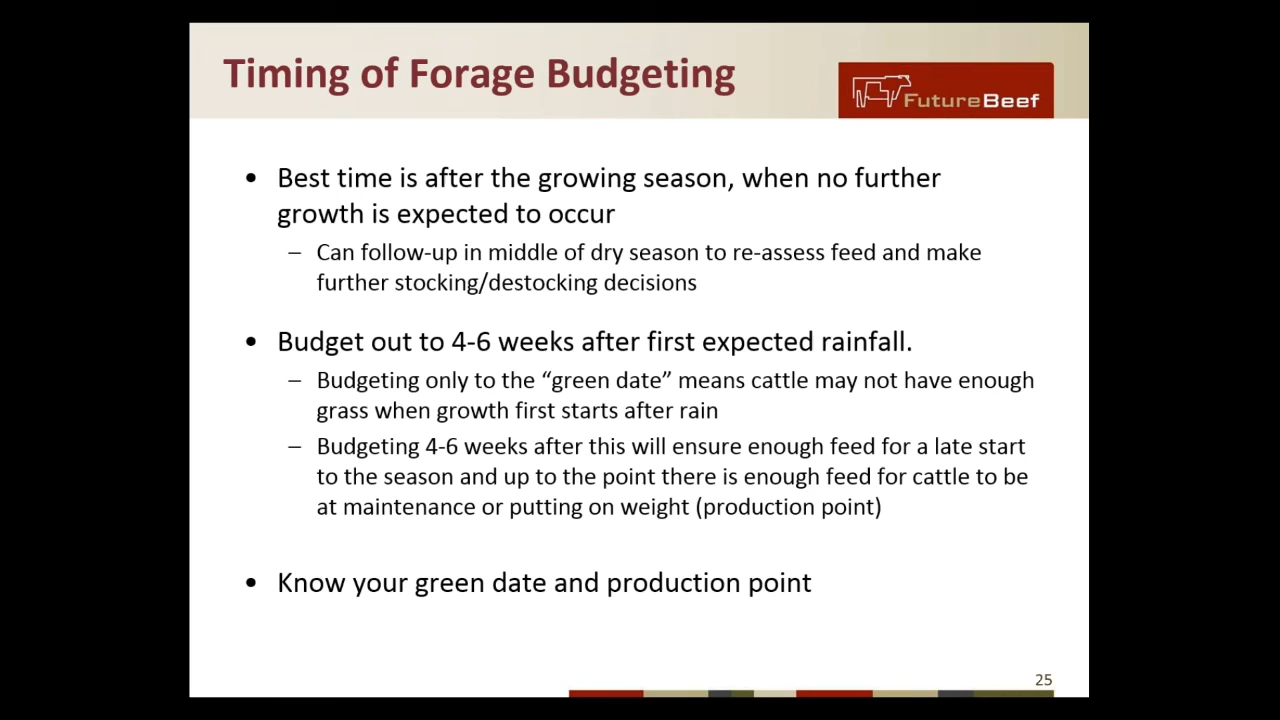 Timing of Forage Budgeting
FutureBeef
• Best time is after the growing season, when no further
growth is expected to occur
– Can follow-up in middle of dry season to re-assess feed and make
further stocking/destocking decisions
• Budget out to 4-6 weeks after first expected rainfall.
– Budgeting only to the “green date” means cattle may not have enough
grass when growth first starts after rain
– Budgeting 4-6 weeks after this will ensure enough feed for a late start
to the season and up to the point there is enough feed for cattle to be
at maintenance or putting on weight (production point)
• Know your green date and production point
25